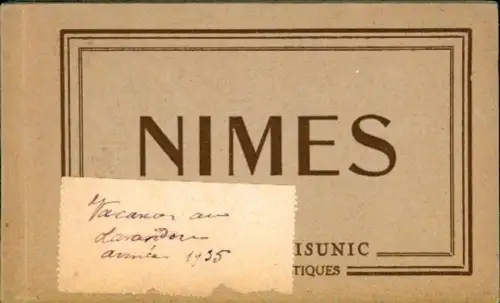 NIMES
Vacances au
Lavandou
année 1935
ISUNIC
TIQUES